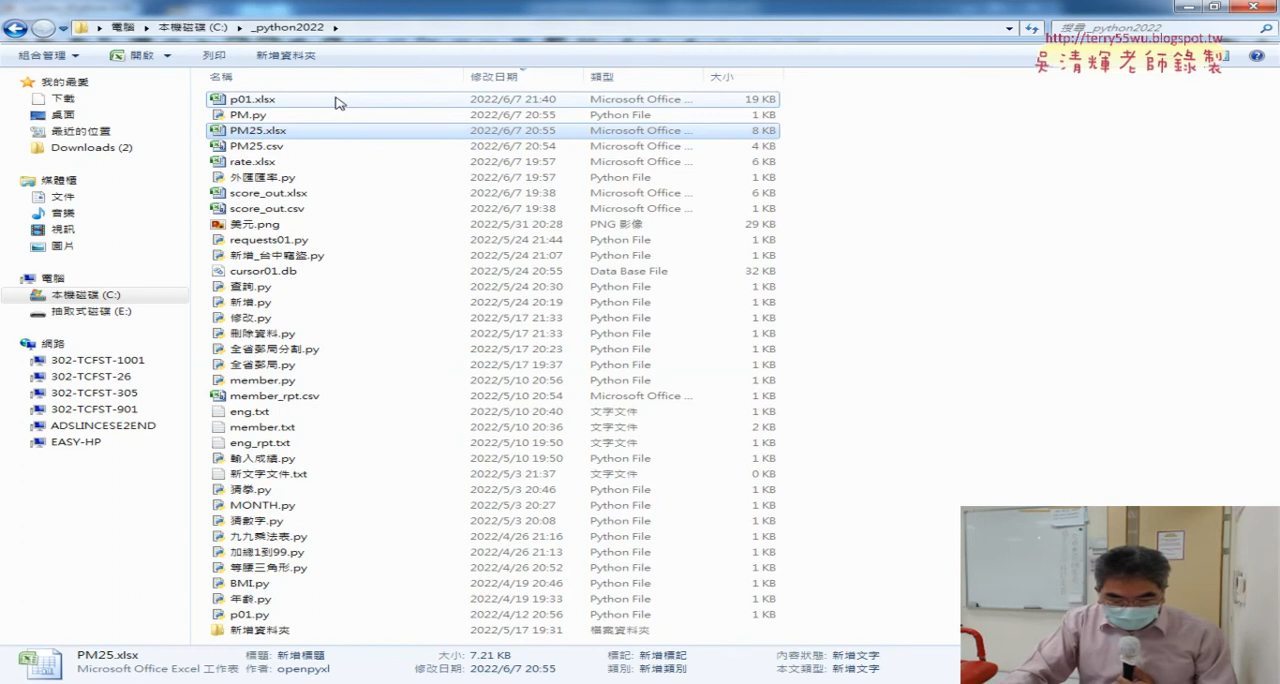 電腦 ▸ 本機磁碟 (C:) ▸ _python2022 ▸
搜尋 _python2022
http://terry55wu.blogspot.tw
吳清輝老師錄製
組合管理 ▼ 開啟 ▼ 列印 新增資料夾
名稱 修改日期 類型 大小
我的最愛
下載
桌面
最近的位置
Downloads (2)
媒體櫃
文件
音樂
視訊
圖片
電腦
本機磁碟 (C:)
抽取式磁碟 (E:)
網路
302-TCFST-1001
302-TCFST-26
302-TCFST-305
302-TCFST-901
ADSLINCESE2END
EASY-HP
p01.xlsx 2022/6/7 21:40 Microsoft Office ... 19 KB
PM.py 2022/6/7 20:55 Python File 1 KB
PM25.xlsx 2022/6/7 20:55 Microsoft Office ... 8 KB
PM25.csv 2022/6/7 20:54 Microsoft Office ... 4 KB
rate.xlsx 2022/6/7 19:57 Microsoft Office ... 6 KB
外匯匯率.py 2022/6/7 19:57 Python File 1 KB
score_out.xlsx 2022/6/7 19:38 Microsoft Office ... 6 KB
score_out.csv 2022/6/7 19:38 Microsoft Office ... 1 KB
美元.png 2022/5/31 20:28 PNG 影像 29 KB
requests01.py 2022/5/24 21:44 Python File 1 KB
新增_台中竊盜.py 2022/5/24 21:07 Python File 1 KB
cursor01.db 2022/5/24 20:55 Data Base File 32 KB
查詢.py 2022/5/24 20:30 Python File 1 KB
新增.py 2022/5/24 20:19 Python File 1 KB
修改.py 2022/5/17 21:33 Python File 1 KB
刪除資料.py 2022/5/17 21:33 Python File 1 KB
全省郵局分割.py 2022/5/17 20:23 Python File 1 KB
全省郵局.py 2022/5/17 19:37 Python File 1 KB
member.py 2022/5/10 20:56 Python File 1 KB
member_rpt.csv 2022/5/10 20:54 Microsoft Office ... 1 KB
eng.txt 2022/5/10 20:40 文字文件 1 KB
member.txt 2022/5/10 20:36 文字文件 2 KB
eng_rpt.txt 2022/5/10 19:50 文字文件 1 KB
輸入成績.py 2022/5/10 19:50 Python File 1 KB
新文字文件.txt 2022/5/3 21:37 文字文件 0 KB
猜拳.py 2022/5/3 20:46 Python File 1 KB
MONTH.py 2022/5/3 20:27 Python File 1 KB
猜數字.py 2022/5/3 20:08 Python File 1 KB
九九乘法表.py 2022/4/26 21:16 Python File 1 KB
加總1到99.py 2022/4/26 21:13 Python File 1 KB
等腰三角形.py 2022/4/26 20:52 Python File 1 KB
BMI.py 2022/4/19 20:46 Python File 1 KB
年齡.py 2022/4/19 19:33 Python File 1 KB
p01.py 2022/4/12 20:56 Python File 1 KB
新增資料夾 2022/5/17 19:31 檔案資料夾
PM25.xlsx 標題: 新增標題 大小: 7.21 KB 標記: 新增標記 內容狀態: 新增文字
Microsoft Office Excel 工作表 作者: openpyxl 修改日期: 2022/6/7 20:55 類別: 新增類別 本文類型: 新增文字